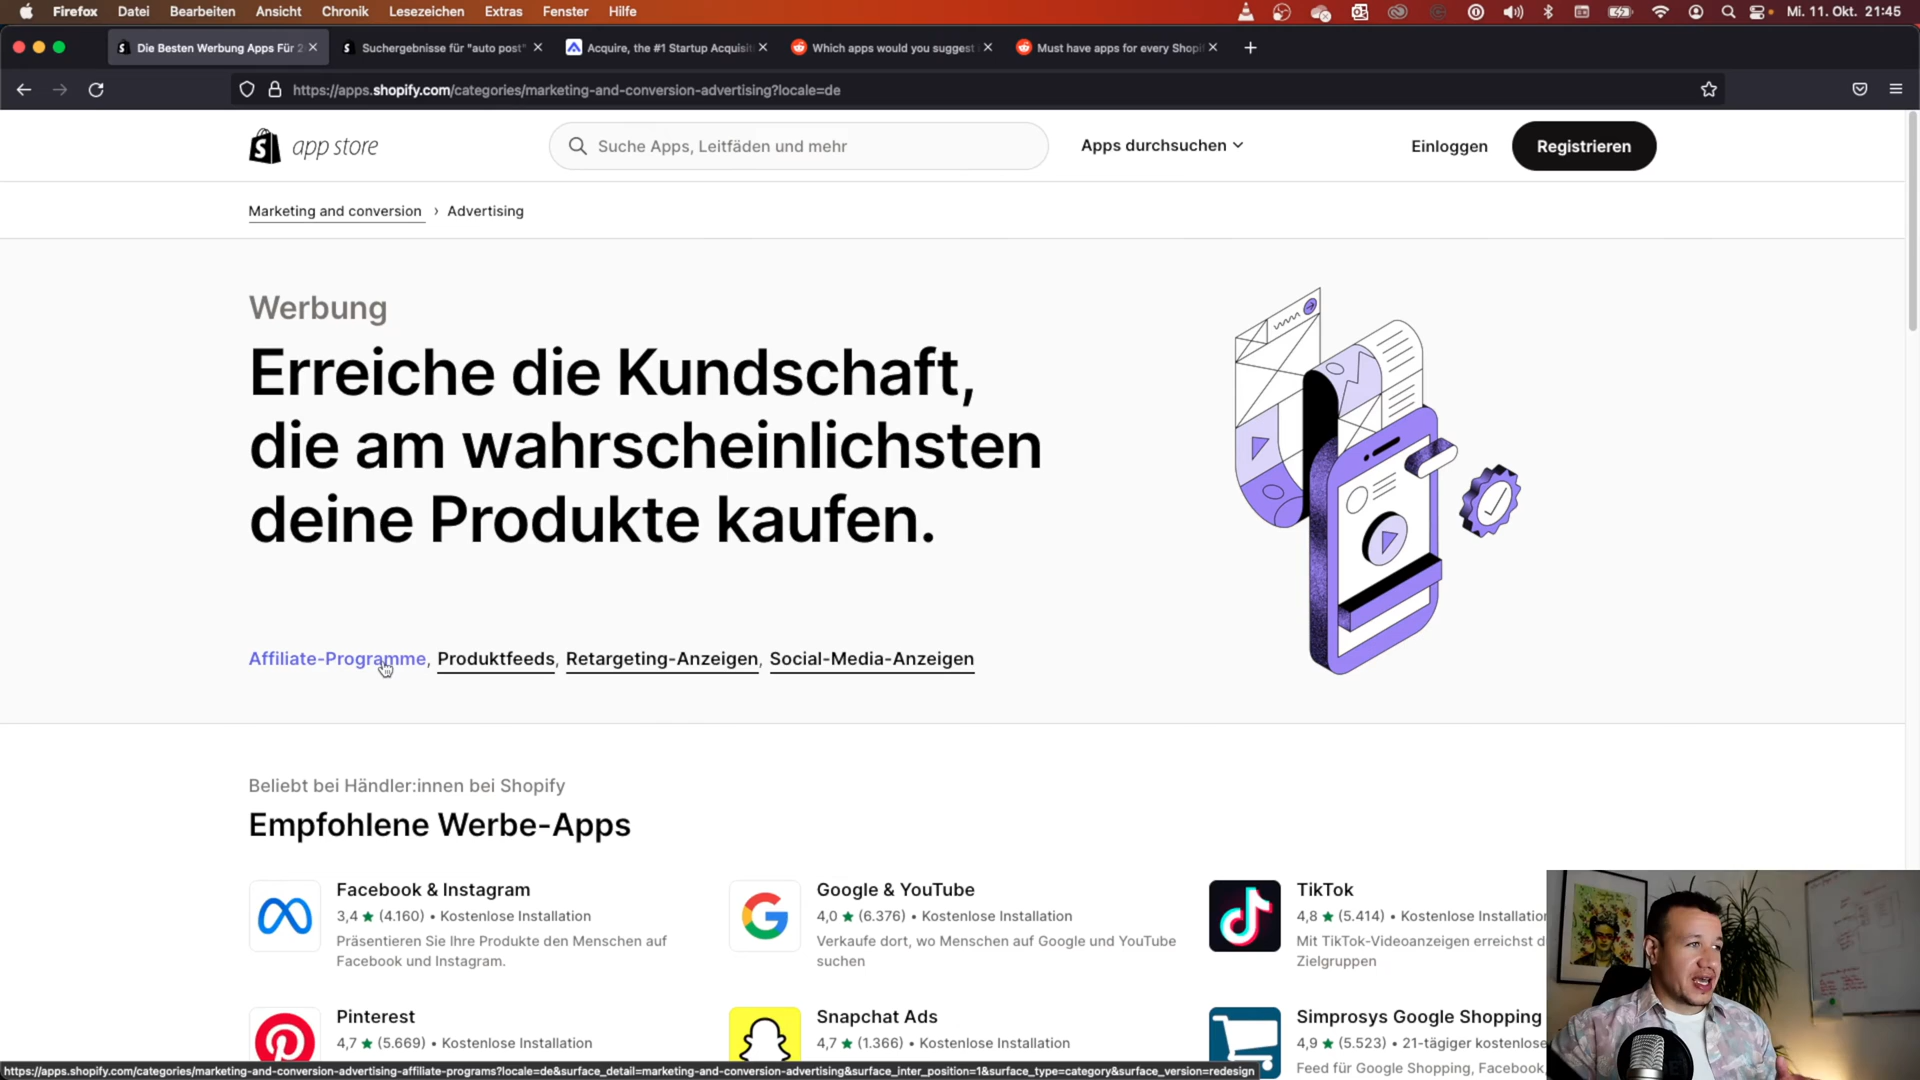 Firefox Datei Bearbeiten Ansicht Chronik Lesezeichen Extras Fenster Hilfe Mi. 11. Okt. 21:45
Die Besten Werbung Apps Für 2 Suchergebnisse für "auto post" Acquire, the #1 Startup Acquisiti Which apps would you suggest Must have apps for every Shopi
https://apps.shopify.com/categories/marketing-and-conversion-advertising?locale=de
app store Suche Apps, Leitfäden und mehr Apps durchsuchen Einloggen Registrieren
Marketing and conversion › Advertising
Werbung
Erreiche die Kundschaft,
die am wahrscheinlichsten
deine Produkte kaufen.
Affiliate-Programme, Produktfeeds, Retargeting-Anzeigen, Social-Media-Anzeigen
Beliebt bei Händler:innen bei Shopify
Empfohlene Werbe-Apps
Facebook & Instagram
3,4 ★ (4.160) • Kostenlose Installation
Präsentieren Sie Ihre Produkte den Menschen auf
Facebook und Instagram.
Google & YouTube
4,0 ★ (6.376) • Kostenlose Installation
Verkaufe dort, wo Menschen auf Google und YouTube
suchen
TikTok
4,8 ★ (5.414) • Kostenlose Installation
Mit TikTok-Videoanzeigen erreichst d
Zielgruppen
Pinterest
4,7 ★ (5.669) • Kostenlose Installation
Snapchat Ads
4,7 ★ (1.366) • Kostenlose Installation
Simprosys Google Shopping
4,9 ★ (5.523) • 21-tägiger kostenlose
Feed für Google Shopping, Facebook,
https://apps.shopify.com/categories/marketing-and-conversion-advertising-affiliate-programs?locale=de&surface_detail=marketing-and-conversion-advertising&surface_inter_position=1&surface_type=category&surface_version=redesign